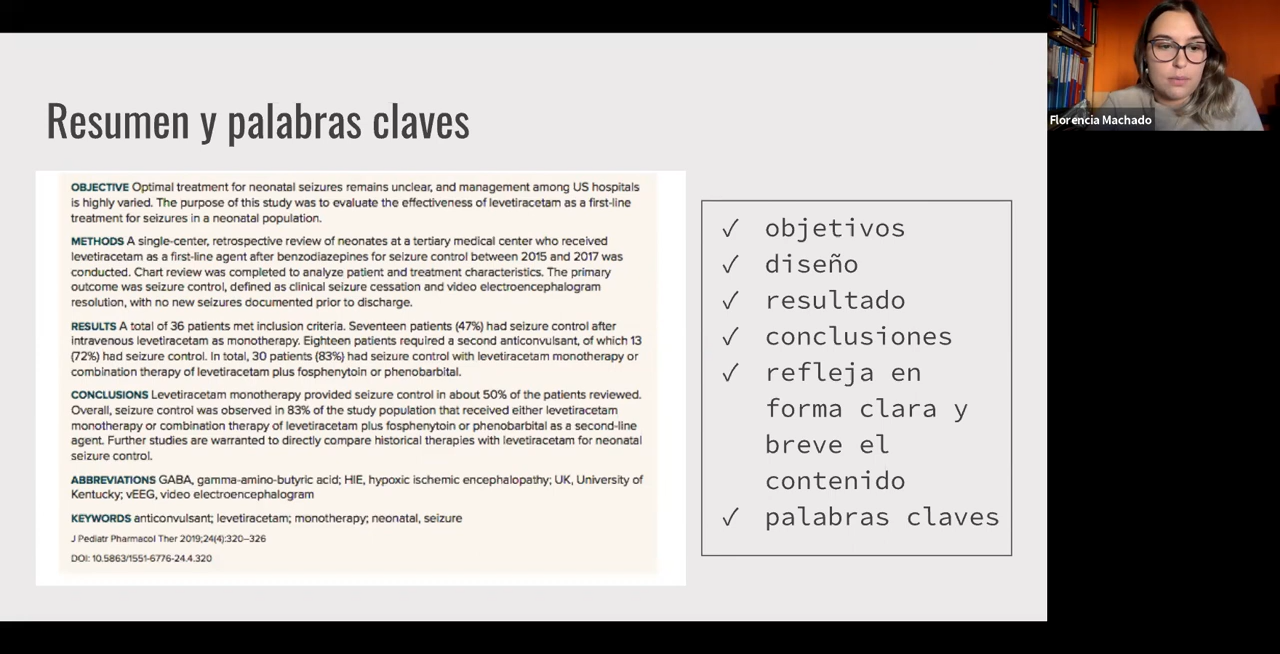 Resumen y palabras claves
OBJECTIVE Optimal treatment for neonatal seizures remains unclear, and management among US hospitals
is highly varied. The purpose of this study was to evaluate the effectiveness of levetiracetam as a first-line
treatment for seizures in a neonatal population.
METHODS A single-center, retrospective review of neonates at a tertiary medical center who received
levetiracetam as a first-line agent after benzodiazepines for seizure control between 2015 and 2017 was
conducted. Chart review was completed to analyze patient and treatment characteristics. The primary
outcome was seizure control, defined as clinical seizure cessation and video electroencephalogram
resolution, with no new seizures documented prior to discharge.
RESULTS A total of 36 patients met inclusion criteria. Seventeen patients (47%) had seizure control after
intravenous levetiracetam as monotherapy. Eighteen patients required a second anticonvulsant, of which 13
(72%) had seizure control. In total, 30 patients (83%) had seizure control with levetiracetam monotherapy or
combination therapy of levetiracetam plus fosphenytoin or phenobarbital.
CONCLUSIONS Levetiracetam monotherapy provided seizure control in about 50% of the patients reviewed.
Overall, seizure control was observed in 83% of the study population that received either levetiracetam
monotherapy or combination therapy of levetiracetam plus fosphenytoin or phenobarbital as a second-line
agent. Further studies are warranted to directly compare historical therapies with levetiracetam for neonatal
seizure control.
ABBREVIATIONS GABA, gamma-amino-butyric acid; HIE, hypoxic ischemic encephalopathy; UK, University of
Kentucky; vEEG, video electroencephalogram
KEYWORDS anticonvulsant; levetiracetam; monotherapy; neonatal, seizure
J Pediatr Pharmacol Ther 2019;24(4):320–326
DOI: 10.5863/1551-6776-24.4.320
✓ objetivos
✓ diseño
✓ resultado
✓ conclusiones
✓ refleja en
forma clara y
breve el
contenido
✓ palabras claves
Florencia Machado